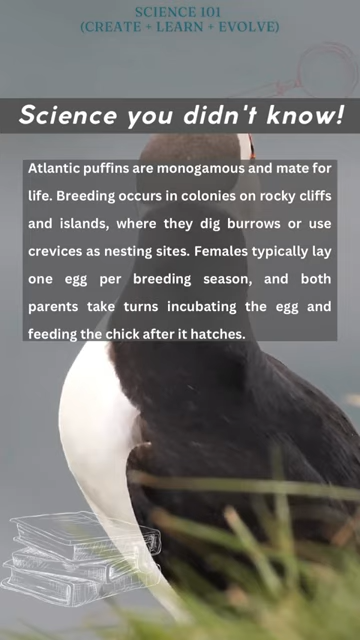 SCIENCE 101
(CREATE + LEARN + EVOLVE)
Science you didn't know!
Atlantic puffins are monogamous and mate for
life. Breeding occurs in colonies on rocky cliffs
and islands, where they dig burrows or use
crevices as nesting sites. Females typically lay
one egg per breeding season, and both
parents take turns incubating the egg and
feeding the chick after it hatches.